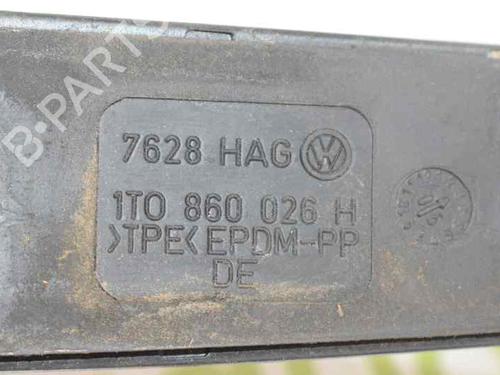 B-PARTS
7628 HAG
1T0 860 026 H
>TPE< EPDM-PP
DE